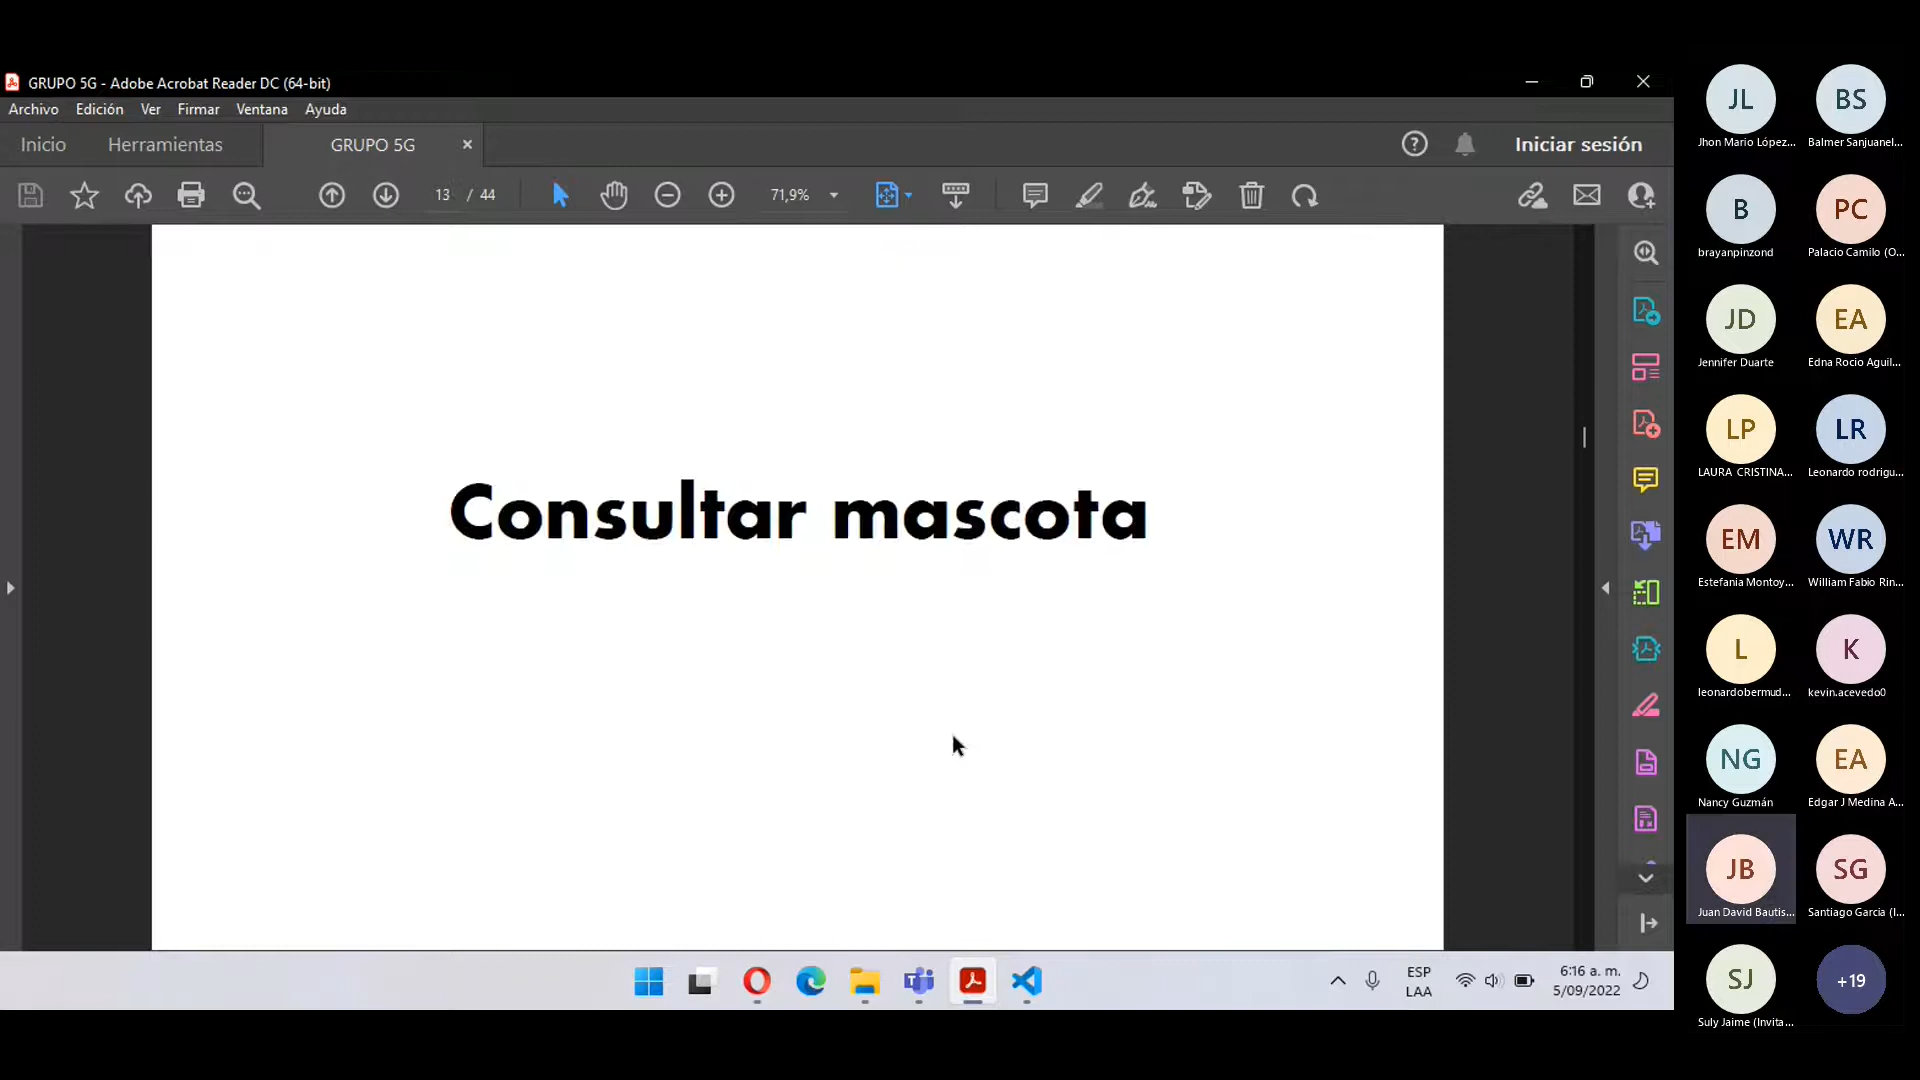 GRUPO 5G - Adobe Acrobat Reader DC (64-bit)
Archivo Edición Ver Firmar Ventana Ayuda
Inicio Herramientas GRUPO 5G Iniciar sesión
13 / 44 71,9%
Consultar mascota
ESP
LAA
6:16 a. m.
5/09/2022
JL BS
Jhon Mario López... Balmer Sanjuanel...
B PC
brayanpinzond Palacio Camilo (O...
JD EA
Jennifer Duarte Edna Rocio Aguil...
LP LR
LAURA CRISTINA... Leonardo rodrigu...
EM WR
Estefania Montoy... William Fabio Rin...
L K
leonardobermud... kevin.acevedo0
NG EA
Nancy Guzmán Edgar J Medina A...
JB SG
Juan David Bautis... Santiago Garcia (I...
SJ +19
Suly Jaime (Invita...